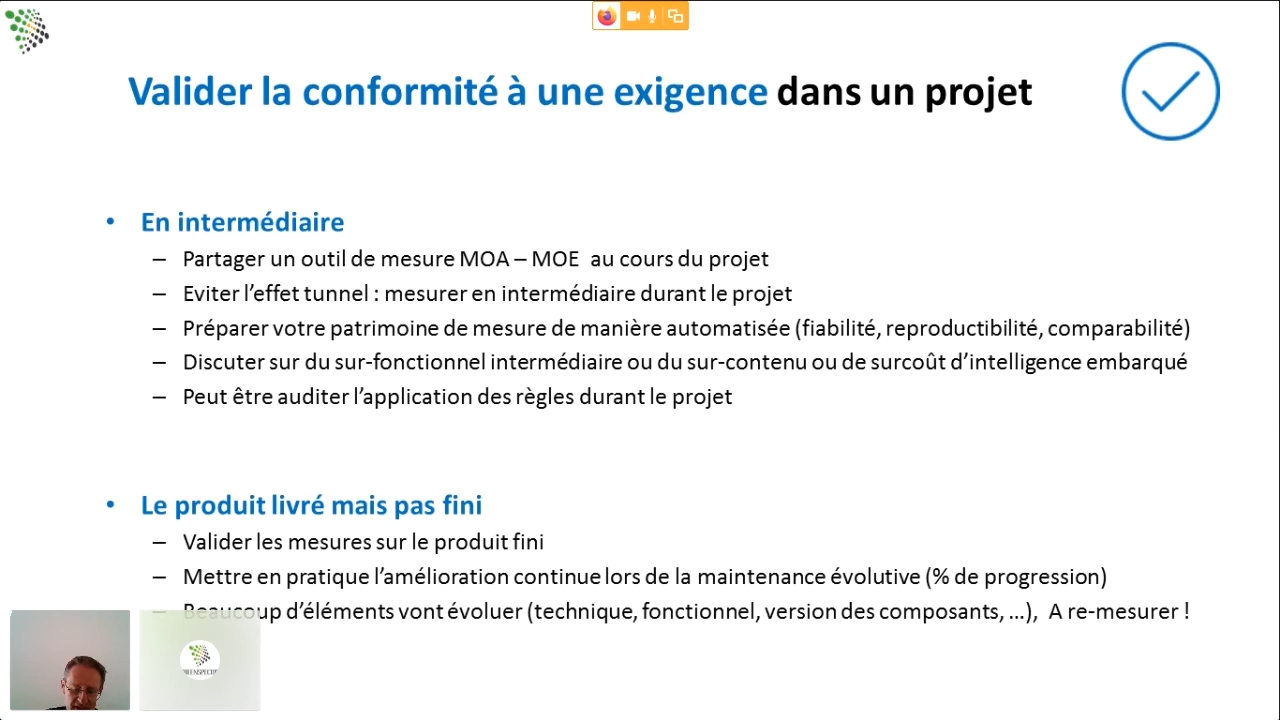 Valider la conformité à une exigence dans un projet
• En intermédiaire
– Partager un outil de mesure MOA – MOE au cours du projet
– Eviter l’effet tunnel : mesurer en intermédiaire durant le projet
– Préparer votre patrimoine de mesure de manière automatisée (fiabilité, reproductibilité, comparabilité)
– Discuter sur du sur-fonctionnel intermédiaire ou du sur-contenu ou de surcoût d’intelligence embarqué
– Peut être auditer l’application des règles durant le projet
• Le produit livré mais pas fini
– Valider les mesures sur le produit fini
– Mettre en pratique l’amélioration continue lors de la maintenance évolutive (% de progression)
– Beaucoup d’éléments vont évoluer (technique, fonctionnel, version des composants, …), A re-mesurer !